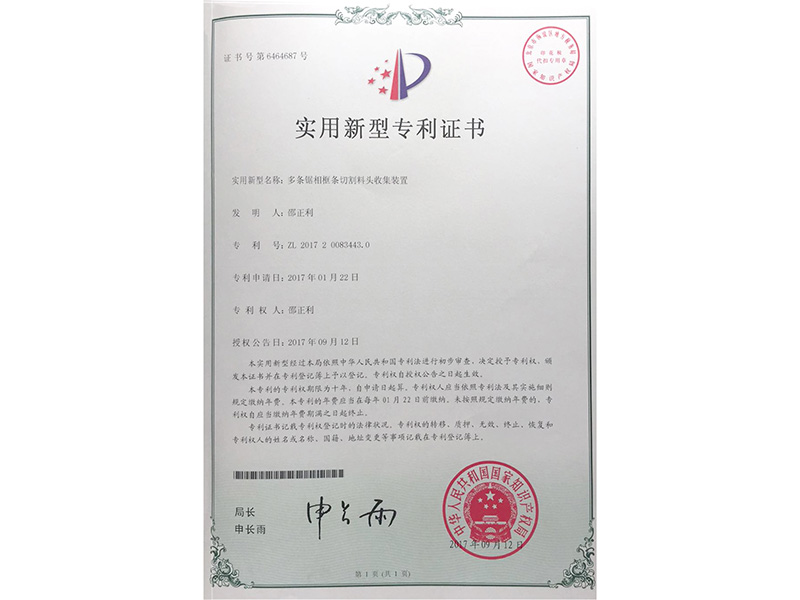 证书号第6464687号
实用新型专利证书
实用新型名称：多条锯相框条切割料头收集装置
发明人：邵正利
专利号：ZL 2017 2 0083443.0
专利申请日：2017年01月22日
专利权人：邵正利
授权公告日：2017年09月12日
本实用新型经过本局依照中华人民共和国专利法进行初步审查，决定授予专利权，颁
发本证书并在专利登记簿上予以登记。专利权自授权公告之日起生效。
本专利的专利权期限为十年，自申请日起算。专利权人应当依照专利法及其实施细则
规定缴纳年费。本专利的年费应当在每年01月22日前缴纳。未按照规定缴纳年费的，专
利权自应当缴纳年费期满之日起终止。
专利证书记载专利权登记时的法律状况。专利权的转移、质押、无效、终止、恢复和
专利权人的姓名或名称、国籍、地址变更等事项记载在专利登记簿上。
局长
申长雨
申长雨
中华人民共和国国家知识产权局
2017年09月12日
第1页（共1页）